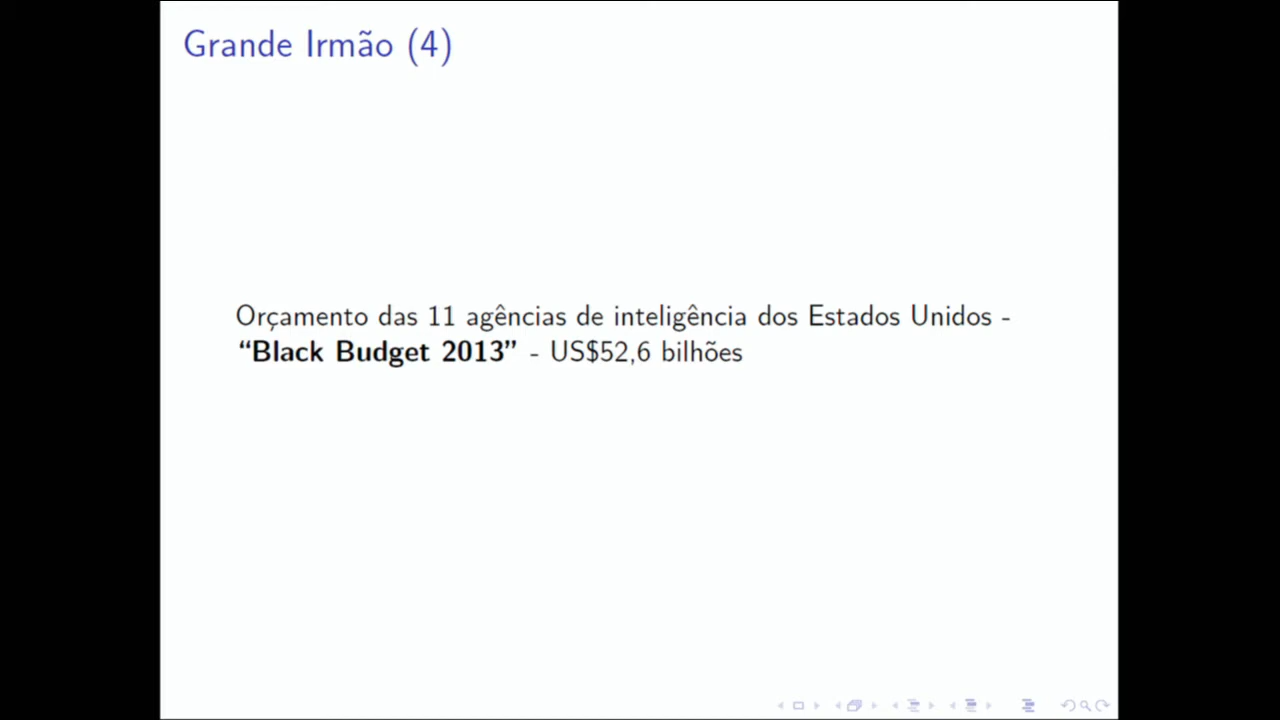 Grande Irmão (4)
Orçamento das 11 agências de inteligência dos Estados Unidos -
“Black Budget 2013” - US$52,6 bilhões